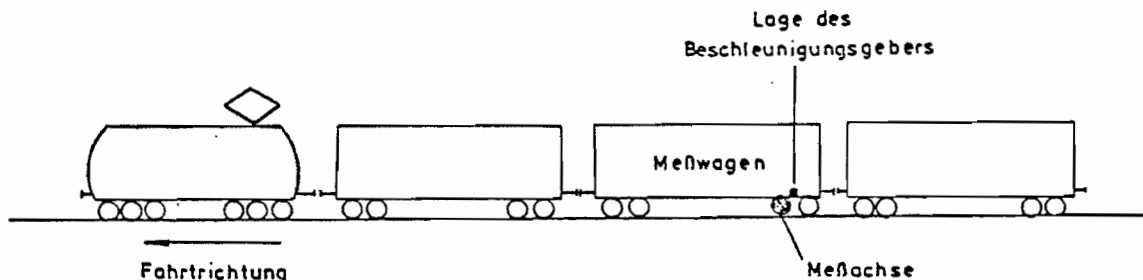 Lage des
Beschleunigungsgebers
Meßwagen
Fahrtrichtung
Meßachse